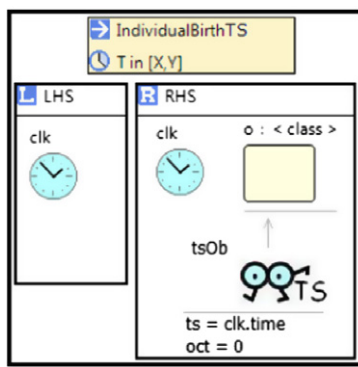 IndividualBirthTS
T in [X,Y]
L LHS
clk
R RHS
clk
o : < class >
tsOb
TS
ts = clk.time
oct = 0